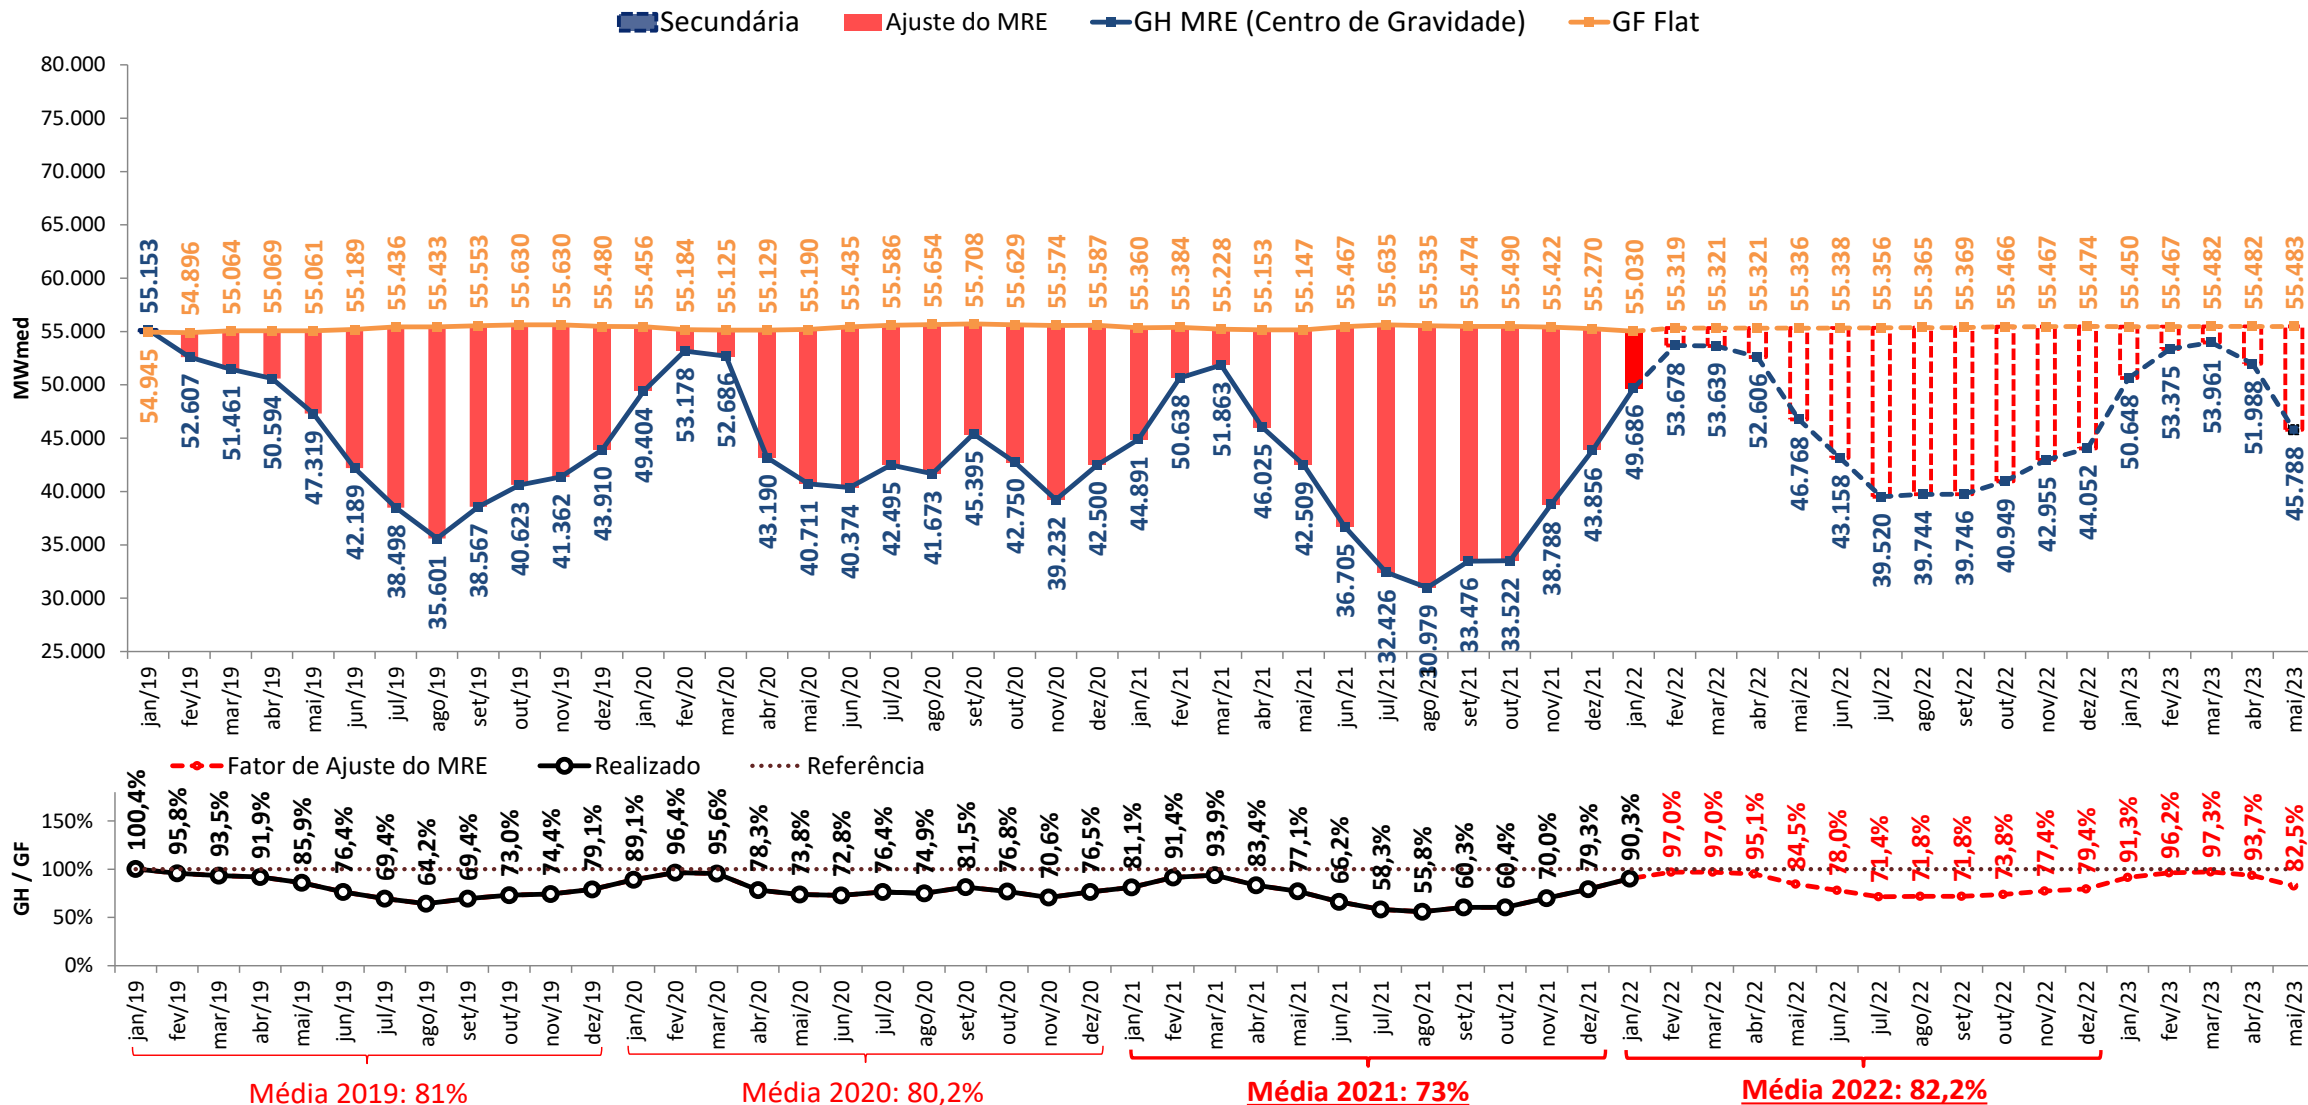 Secundária Ajuste do MRE GH MRE (Centro de Gravidade) GF Flat
MWmed
80.000
75.000
70.000
65.000
60.000
55.000
50.000
45.000
40.000
35.000
30.000
25.000
55.153 54.896 55.064 55.069 55.061 55.189 55.436 55.433 55.553 55.630 55.630 55.480 55.456 55.184 55.125 55.129 55.190 55.435 55.586 55.654 55.708 55.629 55.574 55.587 55.360 55.384 55.228 55.153 55.147 55.467 55.635 55.535 55.474 55.490 55.422 55.270 55.030 55.319 55.321 55.321 55.336 55.338 55.356 55.365 55.369 55.466 55.467 55.474 55.450 55.467 55.482 55.482 55.483
54.945 52.607 51.461 50.594 47.319 42.189 38.498 35.601 38.567 40.623 41.362 43.910 49.404 53.178 52.686 43.190 40.711 40.374 42.495 41.673 45.395 42.750 39.232 42.500 44.891 50.638 51.863 46.025 42.509 36.705 32.426 30.979 33.476 33.522 38.788 43.856 49.686 53.678 53.639 52.606 46.768 43.158 39.520 39.744 39.746 40.949 42.955 44.052 50.648 53.375 53.961 51.988 45.788
jan/19 fev/19 mar/19 abr/19 mai/19 jun/19 jul/19 ago/19 set/19 out/19 nov/19 dez/19 jan/20 fev/20 mar/20 abr/20 mai/20 jun/20 jul/20 ago/20 set/20 out/20 nov/20 dez/20 jan/21 fev/21 mar/21 abr/21 mai/21 jun/21 jul/21 ago/21 set/21 out/21 nov/21 dez/21 jan/22 fev/22 mar/22 abr/22 mai/22 jun/22 jul/22 ago/22 set/22 out/22 nov/22 dez/22 jan/23 fev/23 mar/23 abr/23 mai/23
Fator de Ajuste do MRE Realizado Referência
GH / GF
150%
100%
50%
0%
100,4% 95,8% 93,5% 91,9% 85,9% 76,4% 69,4% 64,2% 69,4% 73,0% 74,4% 79,1% 89,1% 96,4% 95,6% 78,3% 73,8% 72,8% 76,4% 74,9% 81,5% 76,8% 70,6% 76,5% 81,1% 91,4% 93,9% 83,4% 77,1% 66,2% 58,3% 55,8% 60,3% 60,4% 70,0% 79,3% 90,3% 97,0% 97,0% 95,1% 84,5% 78,0% 71,4% 71,8% 71,8% 73,8% 77,4% 79,4% 91,3% 96,2% 97,3% 93,7% 82,5%
jan/19 fev/19 mar/19 abr/19 mai/19 jun/19 jul/19 ago/19 set/19 out/19 nov/19 dez/19 jan/20 fev/20 mar/20 abr/20 mai/20 jun/20 jul/20 ago/20 set/20 out/20 nov/20 dez/20 jan/21 fev/21 mar/21 abr/21 mai/21 jun/21 jul/21 ago/21 set/21 out/21 nov/21 dez/21 jan/22 fev/22 mar/22 abr/22 mai/22 jun/22 jul/22 ago/22 set/22 out/22 nov/22 dez/22 jan/23 fev/23 mar/23 abr/23 mai/23
Média 2019: 81% Média 2020: 80,2% Média 2021: 73% Média 2022: 82,2%